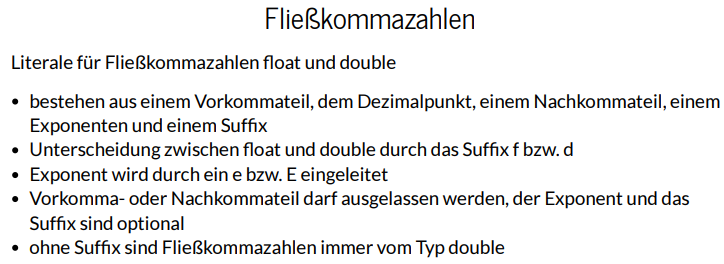 Fließkommazahlen
Literale für Fließkommazahlen float und double
• bestehen aus einem Vorkommateil, dem Dezimalpunkt, einem Nachkommateil, einem
Exponenten und einem Suffix
• Unterscheidung zwischen float und double durch das Suffix f bzw. d
• Exponent wird durch ein e bzw. E eingeleitet
• Vorkomma- oder Nachkommateil darf ausgelassen werden, der Exponent und das
Suffix sind optional
• ohne Suffix sind Fließkommazahlen immer vom Typ double